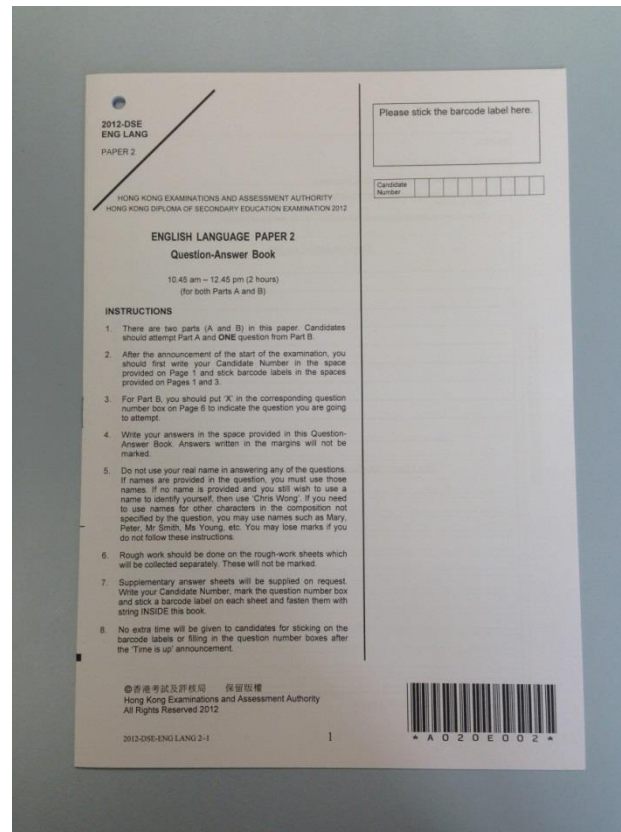 2012-DSE
ENG LANG
PAPER 2
HONG KONG EXAMINATIONS AND ASSESSMENT AUTHORITY
HONG KONG DIPLOMA OF SECONDARY EDUCATION EXAMINATION 2012
ENGLISH LANGUAGE PAPER 2
Question-Answer Book
10.45 am – 12.45 pm (2 hours)
(for both Parts A and B)
INSTRUCTIONS
1. There are two parts (A and B) in this paper. Candidates
should attempt Part A and ONE question from Part B.
2. After the announcement of the start of the examination, you
should first write your Candidate Number in the space
provided on Page 1 and stick barcode labels in the spaces
provided on Pages 1 and 3.
3. For Part B, you should put 'X' in the corresponding question
number box on Page 6 to indicate the question you are going
to attempt.
4. Write your answers in the space provided in this Question-
Answer Book. Answers written in the margins will not be
marked.
5. Do not use your real name in answering any of the questions.
If names are provided in the question, you must use those
names. If no name is provided and you still wish to use a
name to identify yourself, then use 'Chris Wong'. If you need
to use names for other characters in the composition not
specified by the question, you may use names such as Mary,
Peter, Mr Smith, Ms Young, etc. You may lose marks if you
do not follow these instructions.
6. Rough work should be done on the rough-work sheets which
will be collected separately. These will not be marked.
7. Supplementary answer sheets will be supplied on request.
Write your Candidate Number, mark the question number box
and stick a barcode label on each sheet and fasten them with
string INSIDE this book.
8. No extra time will be given to candidates for sticking on the
barcode labels or filling in the question number boxes after
the 'Time is up' announcement.
©香港考試及評核局 保留版權
Hong Kong Examinations and Assessment Authority
All Rights Reserved 2012
2012-DSE-ENG LANG 2–1
1
Please stick the barcode label here.
Candidate
Number
* A 0 2 0 E 0 0 2 *